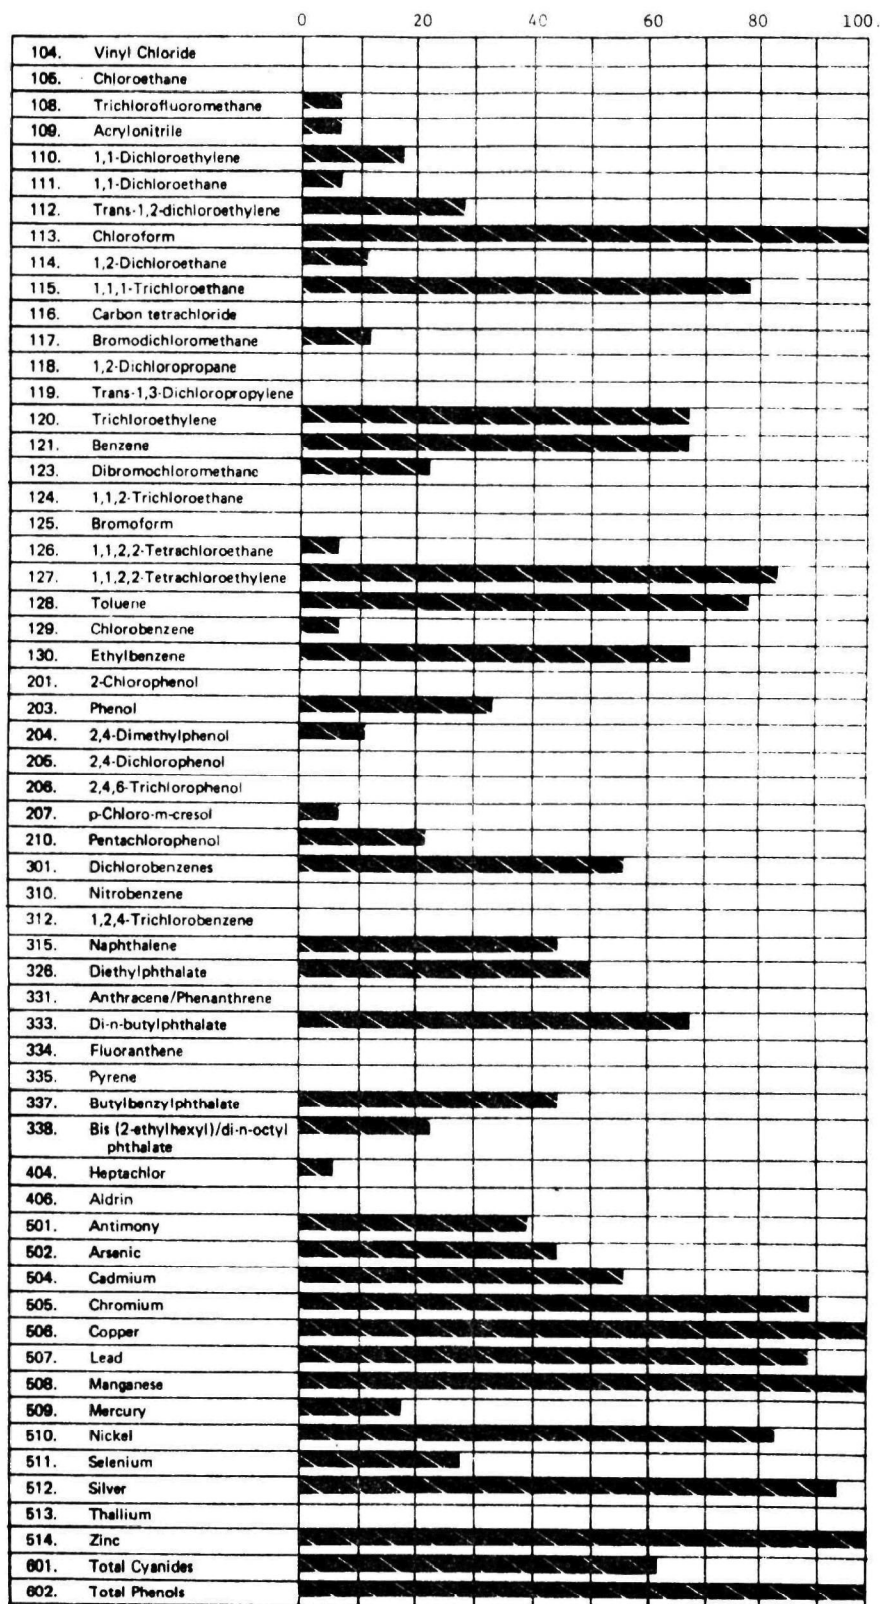 0 20 40 60 80 100.
104. Vinyl Chloride
105. Chloroethane
108. Trichlorofluoromethane
109. Acrylonitrile
110. 1,1-Dichloroethylene
111. 1,1-Dichloroethane
112. Trans-1,2-dichloroethylene
113. Chloroform
114. 1,2-Dichloroethane
115. 1,1,1-Trichloroethane
116. Carbon tetrachloride
117. Bromodichloromethane
118. 1,2-Dichloropropane
119. Trans-1,3-Dichloropropylene
120. Trichloroethylene
121. Benzene
123. Dibromochloromethane
124. 1,1,2-Trichloroethane
125. Bromoform
126. 1,1,2,2-Tetrachloroethane
127. 1,1,2,2-Tetrachloroethylene
128. Toluene
129. Chlorobenzene
130. Ethylbenzene
201. 2-Chlorophenol
203. Phenol
204. 2,4-Dimethylphenol
205. 2,4-Dichlorophenol
206. 2,4,6-Trichlorophenol
207. p-Chloro-m-cresol
210. Pentachlorophenol
301. Dichlorobenzenes
310. Nitrobenzene
312. 1,2,4-Trichlorobenzene
315. Naphthalene
326. Diethylphthalate
331. Anthracene/Phenanthrene
333. Di-n-butylphthalate
334. Fluoranthene
335. Pyrene
337. Butylbenzylphthalate
338. Bis (2-ethylhexyl)/di-n-octyl
phthalate
404. Heptachlor
406. Aldrin
501. Antimony
502. Arsenic
504. Cadmium
505. Chromium
506. Copper
507. Lead
508. Manganese
509. Mercury
510. Nickel
511. Selenium
512. Silver
513. Thallium
514. Zinc
601. Total Cyanides
602. Total Phenols